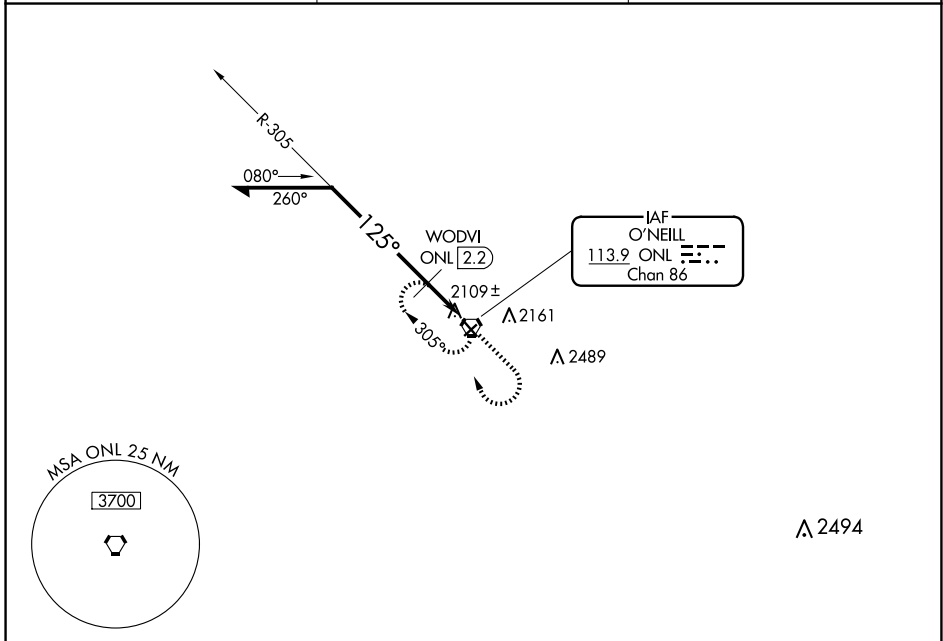 R-305
080°
260°
125°
WODVI
ONL 2.2
2109±
305°
IAF
O'NEILL
113.9 ONL
Chan 86
2161
2489
MSA ONL 25 NM
3700
2494